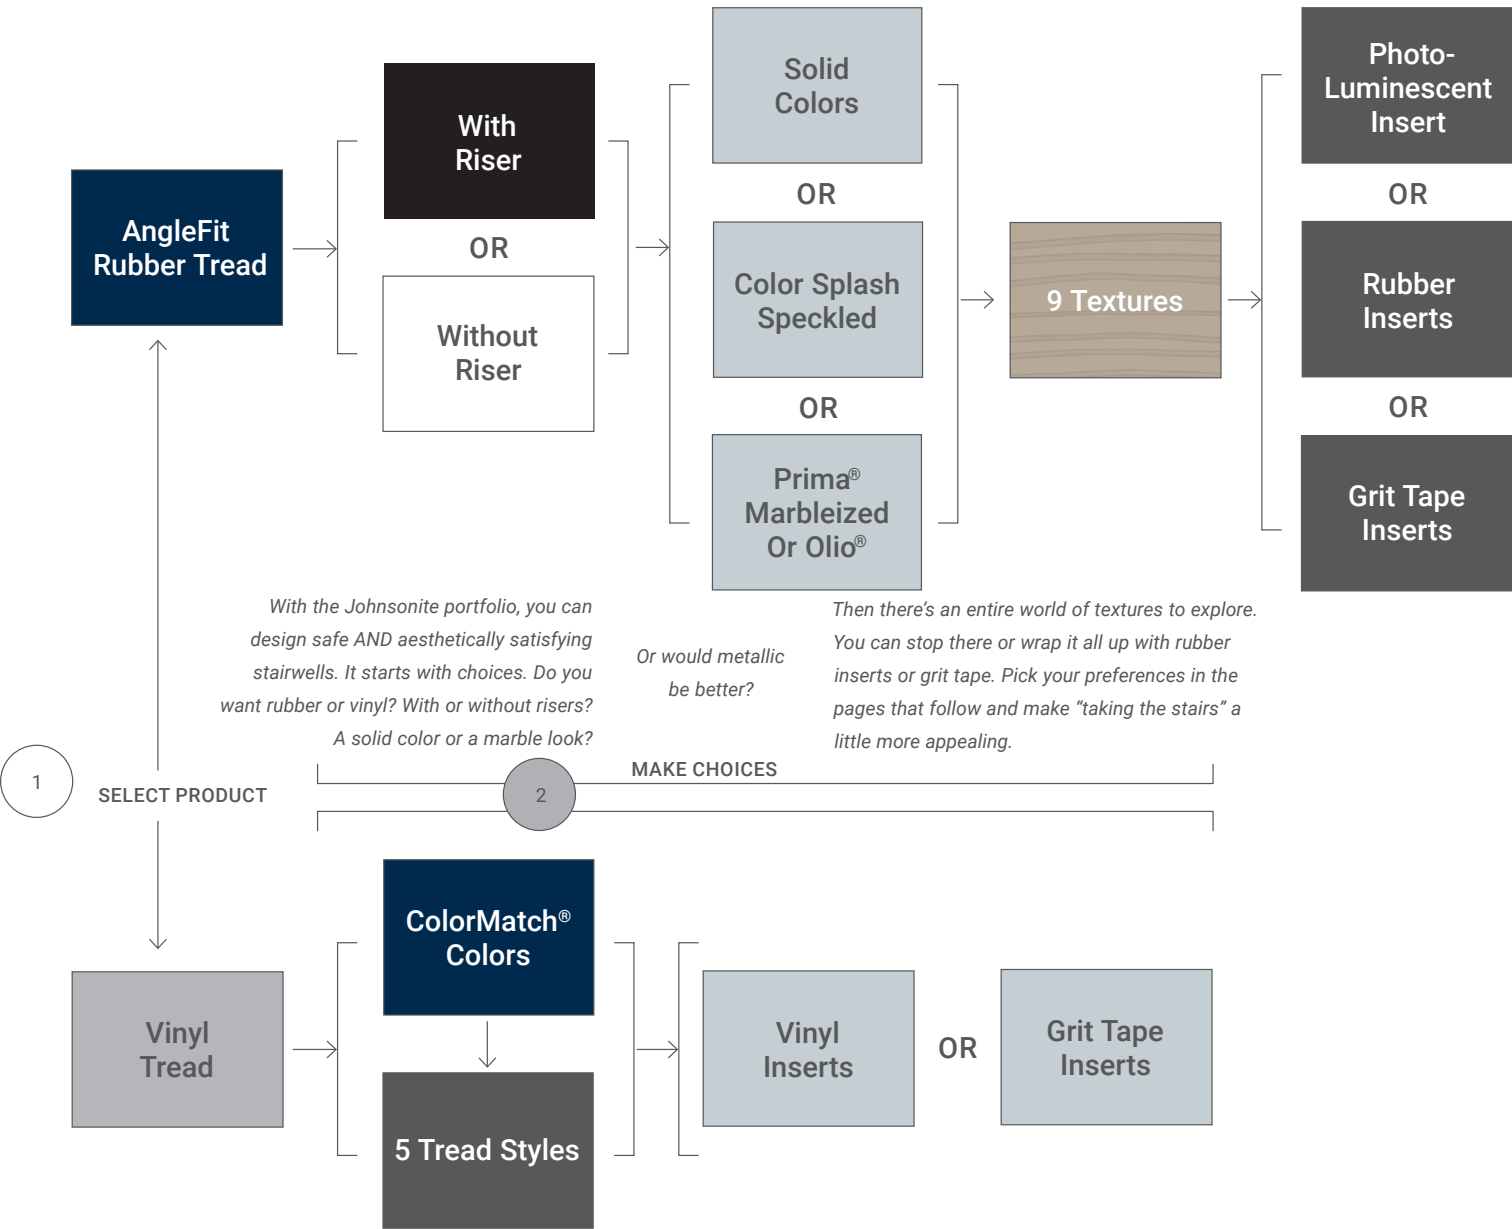 AngleFit
Rubber Tread
With
Riser
OR
Without
Riser
Solid
Colors
OR
Color Splash
Speckled
OR
Prima®
Marbleized
Or Olio®
9 Textures
Photo-
Luminescent
Insert
OR
Rubber
Inserts
OR
Grit Tape
Inserts
With the Johnsonite portfolio, you can
design safe AND aesthetically satisfying
stairwells. It starts with choices. Do you
want rubber or vinyl? With or without risers?
A solid color or a marble look?
Or would metallic
be better?
Then there’s an entire world of textures to explore.
You can stop there or wrap it all up with rubber
inserts or grit tape. Pick your preferences in the
pages that follow and make “taking the stairs” a
little more appealing.
1
SELECT PRODUCT
2
MAKE CHOICES
Vinyl
Tread
ColorMatch®
Colors
5 Tread Styles
Vinyl
Inserts
OR
Grit Tape
Inserts